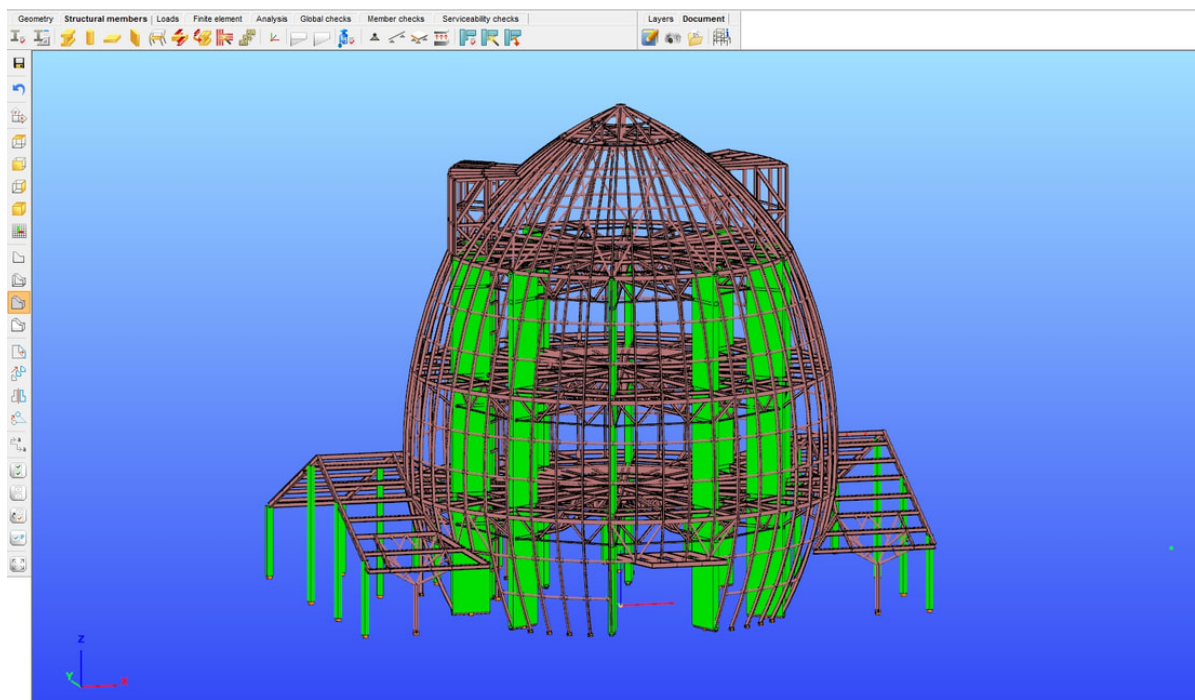 Geometry Structural members Loads Finite element Analysis Global checks Member checks Serviceability checks Layers Document
Z
Y X